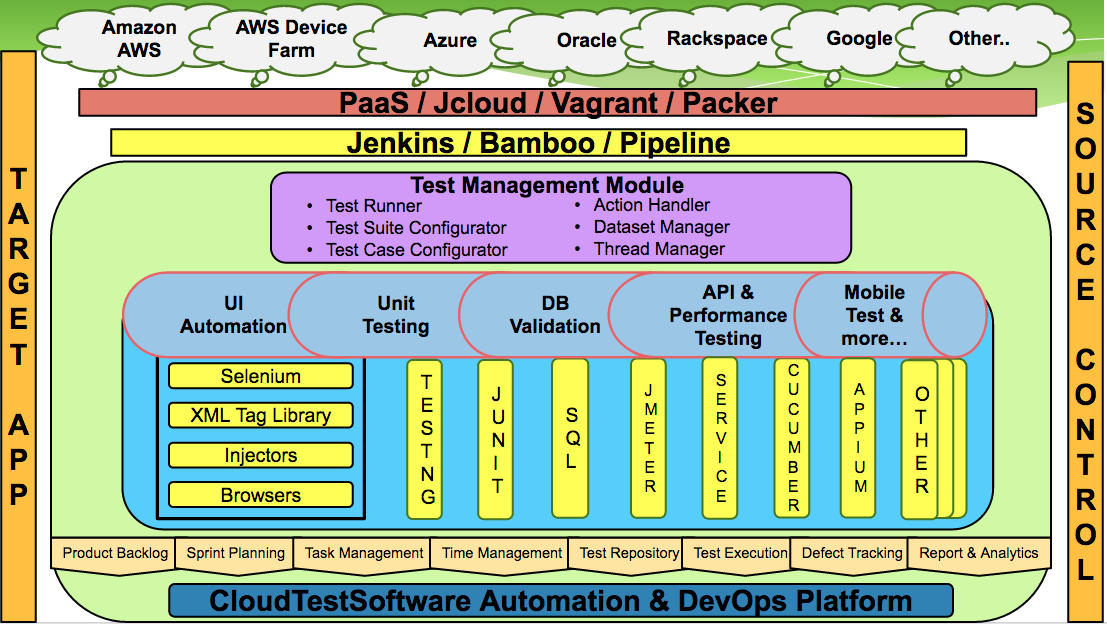 Amazon
AWS
AWS Device
Farm
Azure
Oracle
Rackspace
Google
Other..
TARGET APP
SOURCE CONTROL
PaaS / Jcloud / Vagrant / Packer
Jenkins / Bamboo / Pipeline
Test Management Module
• Test Runner
• Test Suite Configurator
• Test Case Configurator
• Action Handler
• Dataset Manager
• Thread Manager
UI
Automation
Unit
Testing
DB
Validation
API &
Performance
Testing
Mobile
Test &
more…
Selenium
XML Tag Library
Injectors
Browsers
TESTNG
JUNIT
SQL
JMETER
SERVICE
CUCUMBER
APPIUM
OTHER
Product Backlog
Sprint Planning
Task Management
Time Management
Test Repository
Test Execution
Defect Tracking
Report & Analytics
CloudTestSoftware Automation & DevOps Platform